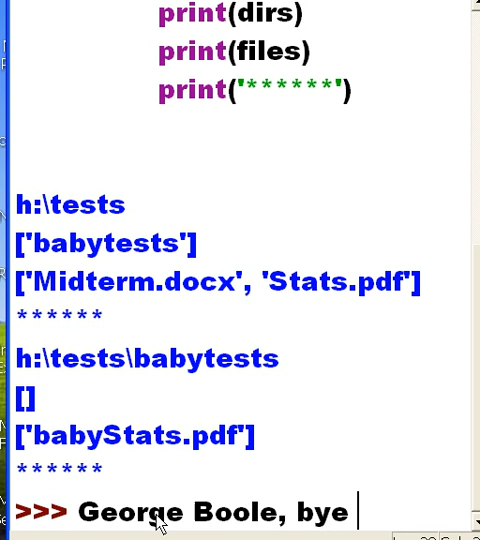 print(dirs)
print(files)
print('******')
h:\tests
['babytests']
['Midterm.docx', 'Stats.pdf']
******
h:\tests\babytests
[]
['babyStats.pdf']
******
>>> George Boole, bye